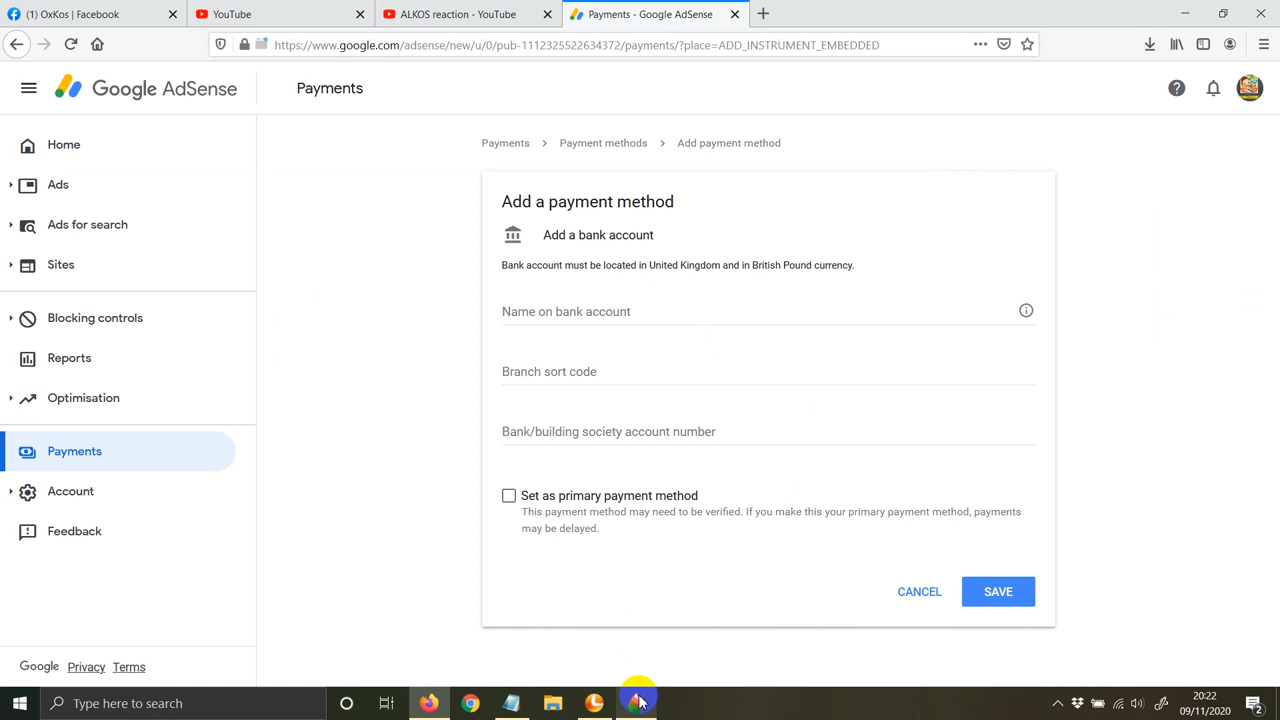 (1) OxKos | Facebook
YouTube
ALKOS reaction - YouTube
Payments - Google AdSense
https://www.google.com/adsense/new/u/0/pub-1112325522634372/payments/?place=ADD_INSTRUMENT_EMBEDDED
Google AdSense
Payments
Home
Ads
Ads for search
Sites
Blocking controls
Reports
Optimisation
Payments
Account
Feedback
Google Privacy Terms
Payments > Payment methods > Add payment method
Add a payment method
Add a bank account
Bank account must be located in United Kingdom and in British Pound currency.
Name on bank account
Branch sort code
Bank/building society account number
Set as primary payment method
This payment method may need to be verified. If you make this your primary payment method, payments
may be delayed.
CANCEL
SAVE
Type here to search
20:22
09/11/2020
2